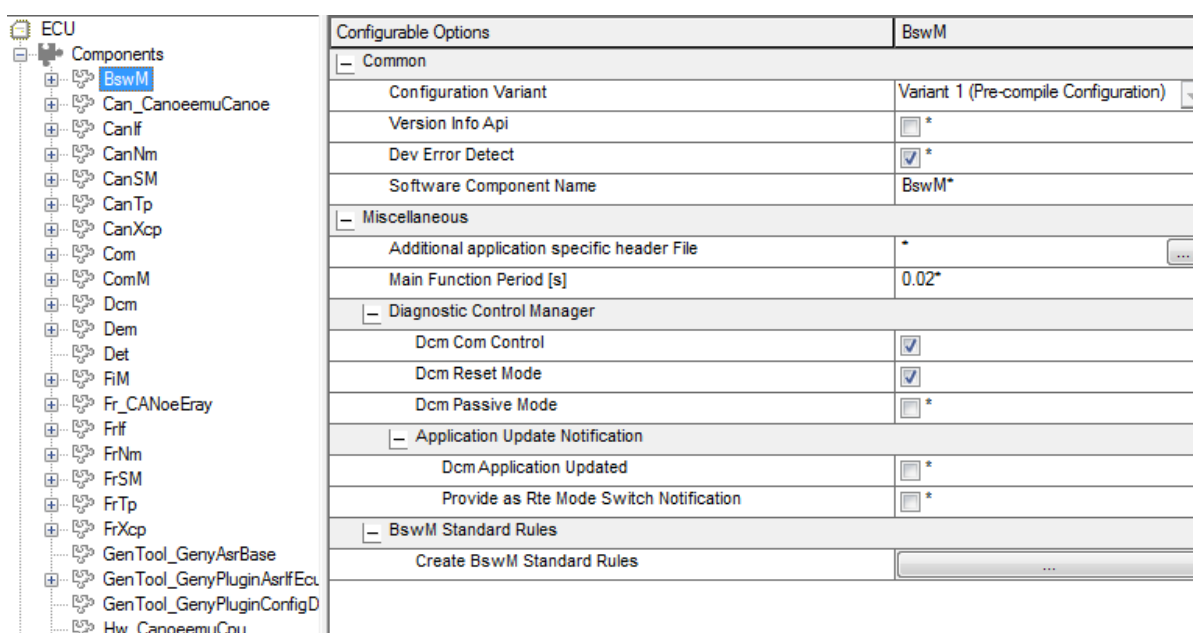 ECU
Components
BswM
Can_CanoeemuCanoe
CanIf
CanNm
CanSM
CanTp
CanXcp
Com
ComM
Dcm
Dem
Det
FiM
Fr_CANoeEray
FrIf
FrNm
FrSM
FrTp
FrXcp
GenTool_GenyAsrBase
GenTool_GenyPluginAsrIfEcu
GenTool_GenyPluginConfigD
Hw_CanoeemuCpu
Configurable Options BswM
Common
Configuration Variant Variant 1 (Pre-compile Configuration)
Version Info Api *
Dev Error Detect *
Software Component Name BswM*
Miscellaneous
Additional application specific header File * ...
Main Function Period [s] 0.02*
Diagnostic Control Manager
Dcm Com Control
Dcm Reset Mode
Dcm Passive Mode *
Application Update Notification
Dcm Application Updated *
Provide as Rte Mode Switch Notification *
BswM Standard Rules
Create BswM Standard Rules ...